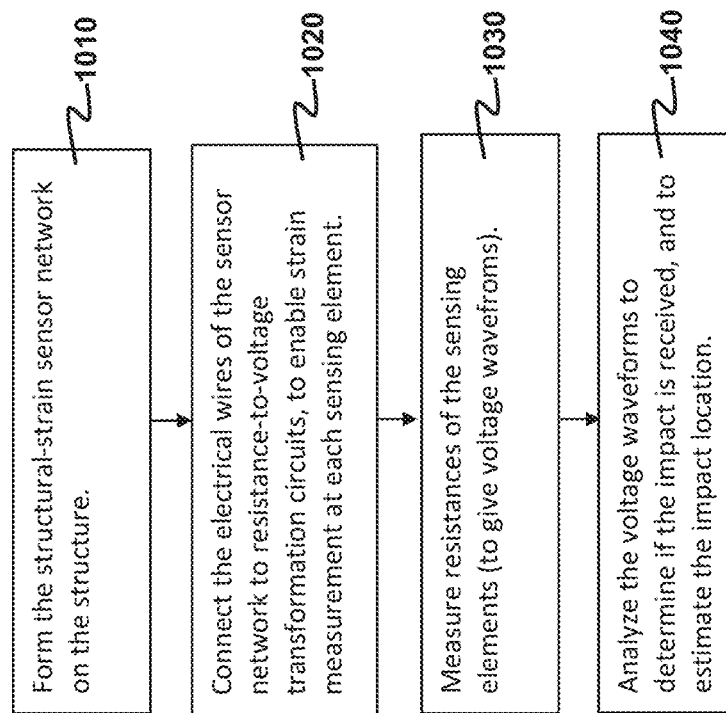 Form the structural-strain sensor network
on the structure.
1010
Connect the electrical wires of the sensor
network to resistance-to-voltage
transformation circuits, to enable strain
measurement at each sensing element.
1020
Measure resistances of the sensing
elements (to give voltage wavefroms).
1030
Analyze the voltage waveforms to
determine if the impact is received, and to
estimate the impact location.
1040